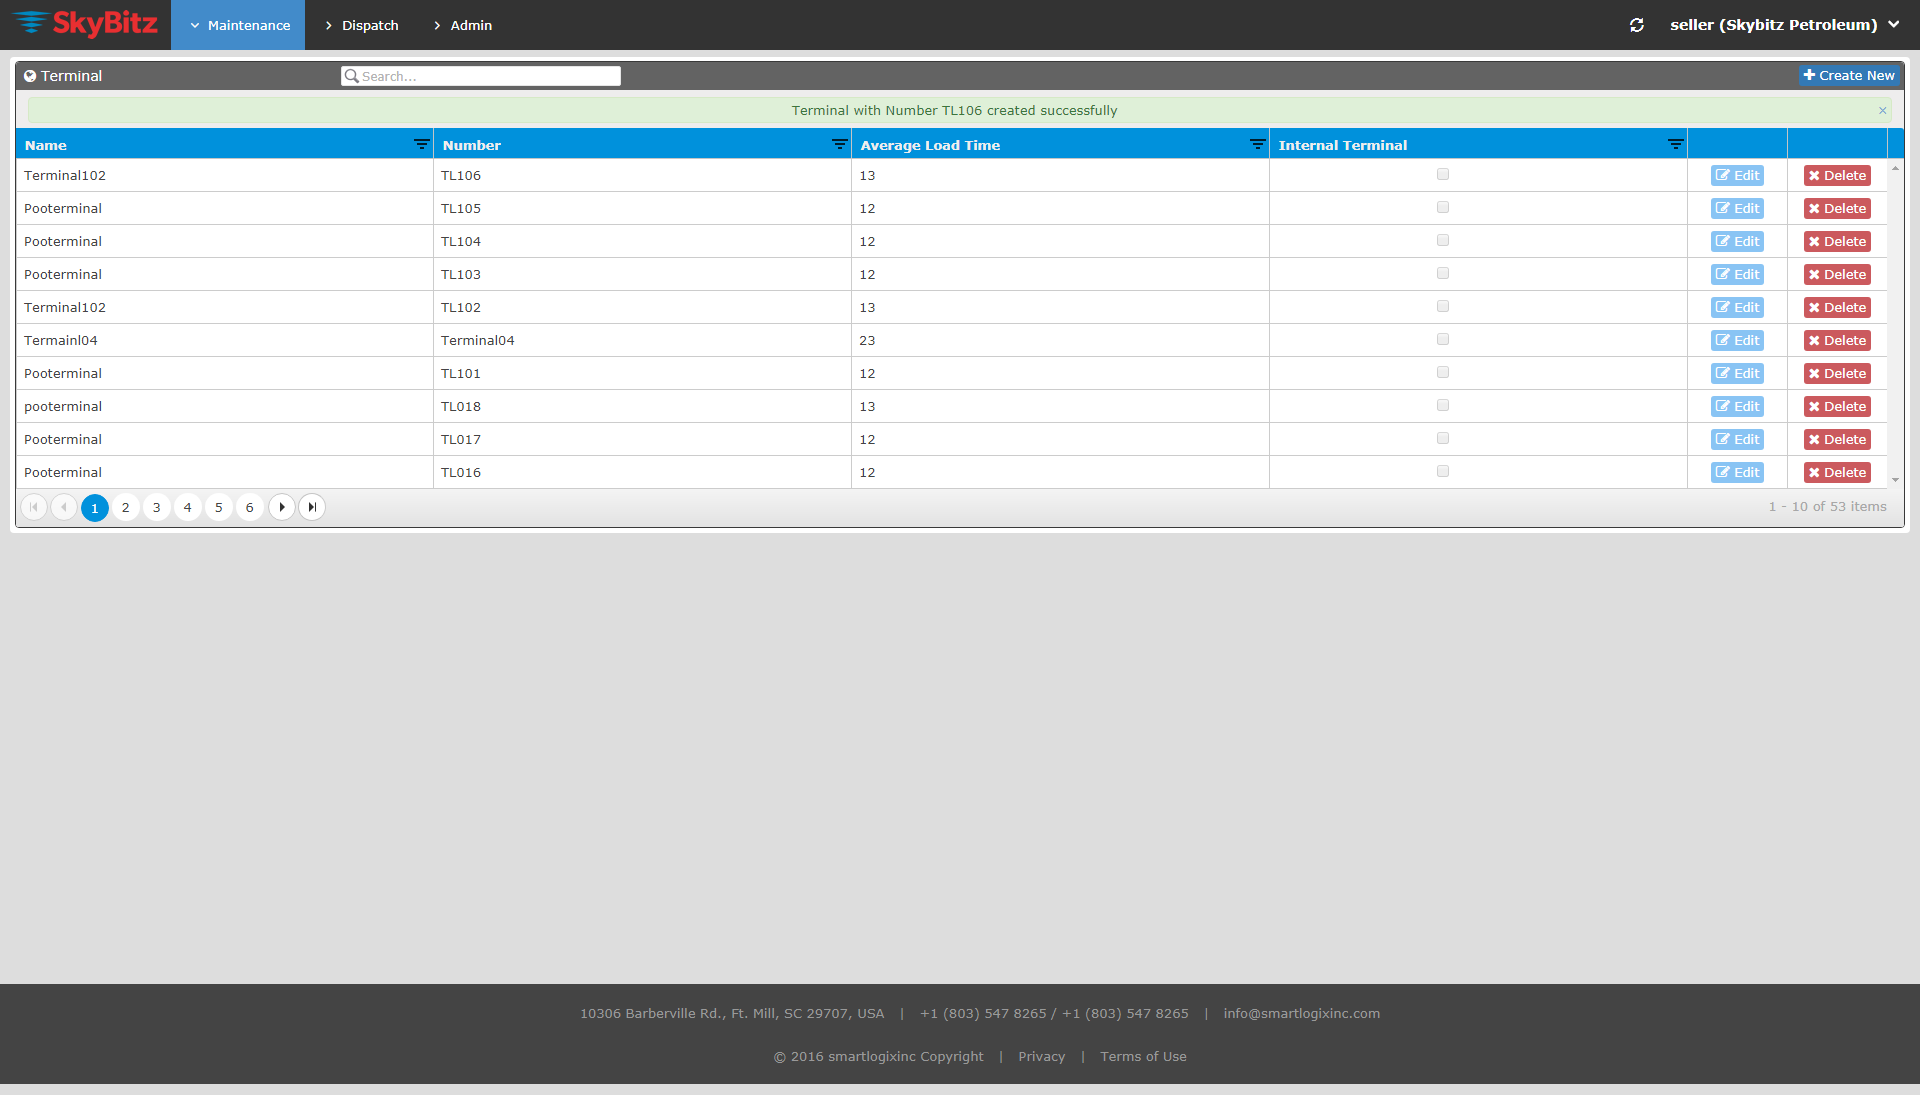 SkyBitz Maintenance Dispatch Admin seller (Skybitz Petroleum)
Terminal Search... Create New
Terminal with Number TL106 created successfully ×
Name Number Average Load Time Internal Terminal
Terminal102 TL106 13 Edit Delete
Pooterminal TL105 12 Edit Delete
Pooterminal TL104 12 Edit Delete
Pooterminal TL103 12 Edit Delete
Terminal102 TL102 13 Edit Delete
Termainl04 Terminal04 23 Edit Delete
Pooterminal TL101 12 Edit Delete
pooterminal TL018 13 Edit Delete
Pooterminal TL017 12 Edit Delete
Pooterminal TL016 12 Edit Delete
1 2 3 4 5 6 1 - 10 of 53 items
10306 Barberville Rd., Ft. Mill, SC 29707, USA | +1 (803) 547 8265 / +1 (803) 547 8265 | info@smartlogixinc.com
© 2016 smartlogixinc Copyright | Privacy | Terms of Use